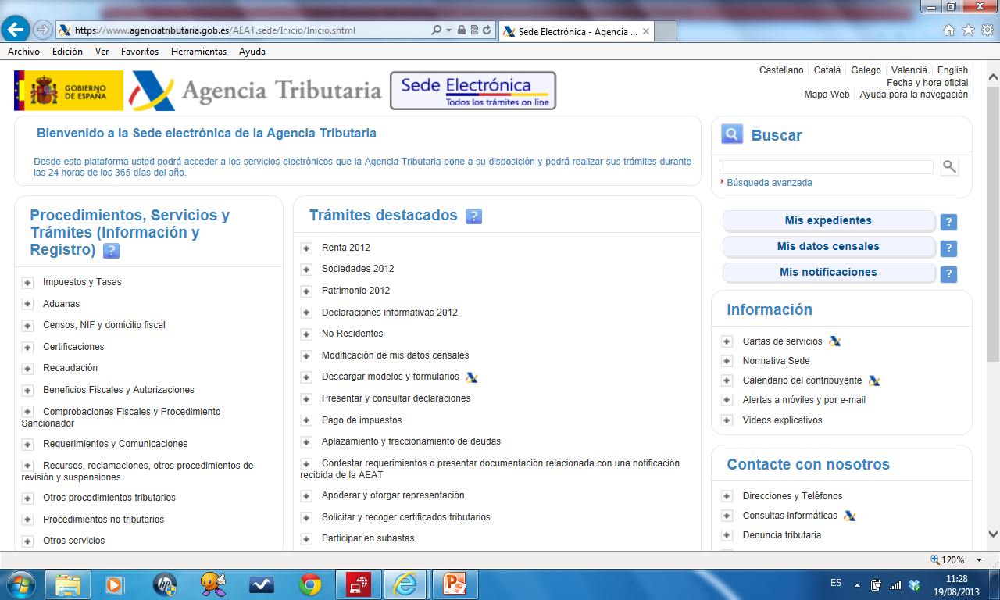 https://www.agenciatributaria.gob.es/AEAT.sede/Inicio/Inicio.shtml
Sede Electrónica - Agencia ...
Archivo Edición Ver Favoritos Herramientas Ayuda
GOBIERNO
DE ESPAÑA
Agencia Tributaria
Sede Electrónica
Todos los trámites on line
Castellano Català Galego Valencià English
Fecha y hora oficial
Mapa Web Ayuda para la navegación
Bienvenido a la Sede electrónica de la Agencia Tributaria
Desde esta plataforma usted podrá acceder a los servicios electrónicos que la Agencia Tributaria pone a su disposición y podrá realizar sus trámites durante
las 24 horas de los 365 días del año.
Procedimientos, Servicios y
Trámites (Información y
Registro) ?
Impuestos y Tasas
Aduanas
Censos, NIF y domicilio fiscal
Certificaciones
Recaudación
Beneficios Fiscales y Autorizaciones
Comprobaciones Fiscales y Procedimiento
Sancionador
Requerimientos y Comunicaciones
Recursos, reclamaciones, otros procedimientos de
revisión y suspensiones
Otros procedimientos tributarios
Procedimientos no tributarios
Otros servicios
Trámites destacados ?
Renta 2012
Sociedades 2012
Patrimonio 2012
Declaraciones informativas 2012
No Residentes
Modificación de mis datos censales
Descargar modelos y formularios
Presentar y consultar declaraciones
Pago de impuestos
Aplazamiento y fraccionamiento de deudas
Contestar requerimientos o presentar documentación relacionada con una notificación
recibida de la AEAT
Apoderar y otorgar representación
Solicitar y recoger certificados tributarios
Participar en subastas
Buscar
Búsqueda avanzada
Mis expedientes ?
Mis datos censales ?
Mis notificaciones ?
Información
Cartas de servicios
Normativa Sede
Calendario del contribuyente
Alertas a móviles y por e-mail
Videos explicativos
Contacte con nosotros
Direcciones y Teléfonos
Consultas informáticas
Denuncia tributaria
120%
ES
11:28
19/08/2013